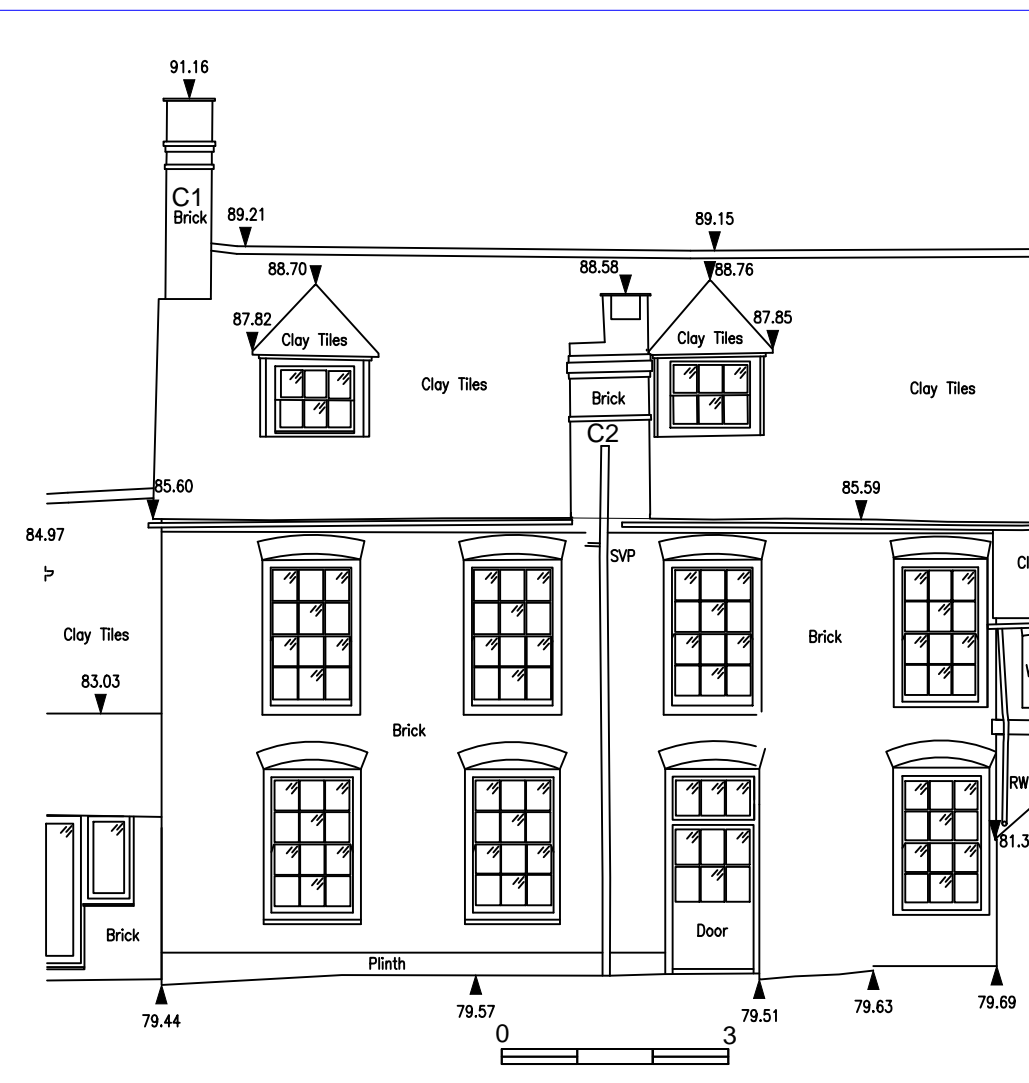 91.16
C1
Brick
89.21
89.15
88.70
88.58
88.76
87.82
87.85
Clay Tiles
Clay Tiles
Clay Tiles
Clay Tiles
Brick
C2
85.60
85.59
84.97
SVP
Cl
Clay Tiles
Brick
83.03
Brick
RW
81.3
Brick
Door
Plinth
79.44
79.57
79.51
79.63
79.69
0
3